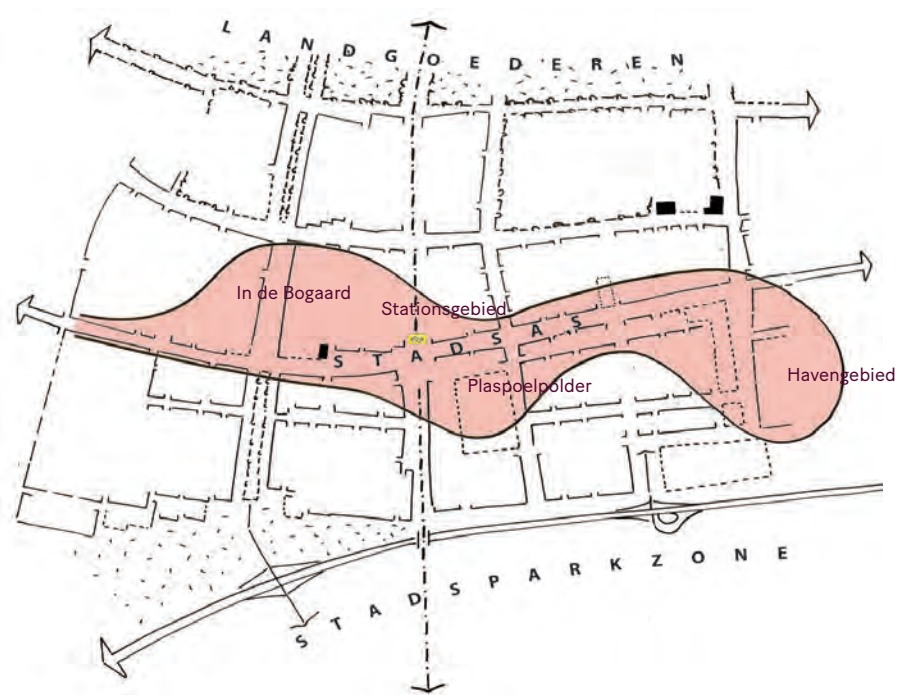 LANDGOEDEREN
In de Bogaard
Stationsgebied
STADSAS
Plaspoelpolder
Havengebied
STADSPARKZONE